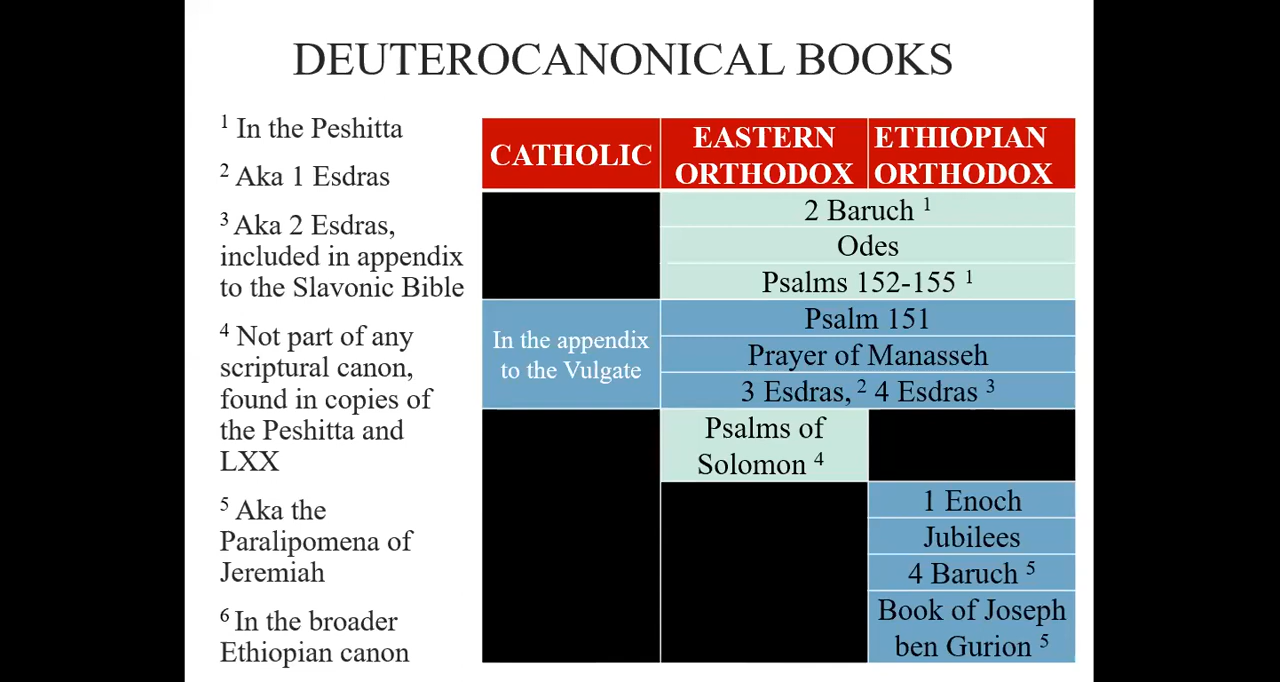 DEUTEROCANONICAL BOOKS
¹ In the Peshitta
² Aka 1 Esdras
³ Aka 2 Esdras,
included in appendix
to the Slavonic Bible
⁴ Not part of any
scriptural canon,
found in copies of
the Peshitta and
LXX
⁵ Aka the
Paralipomena of
Jeremiah
⁶ In the broader
Ethiopian canon
CATHOLIC
EASTERN
ORTHODOX
ETHIOPIAN
ORTHODOX
2 Baruch ¹
Odes
Psalms 152-155 ¹
In the appendix
to the Vulgate
Psalm 151
Prayer of Manasseh
3 Esdras, ² 4 Esdras ³
Psalms of
Solomon ⁴
1 Enoch
Jubilees
4 Baruch ⁵
Book of Joseph
ben Gurion ⁵